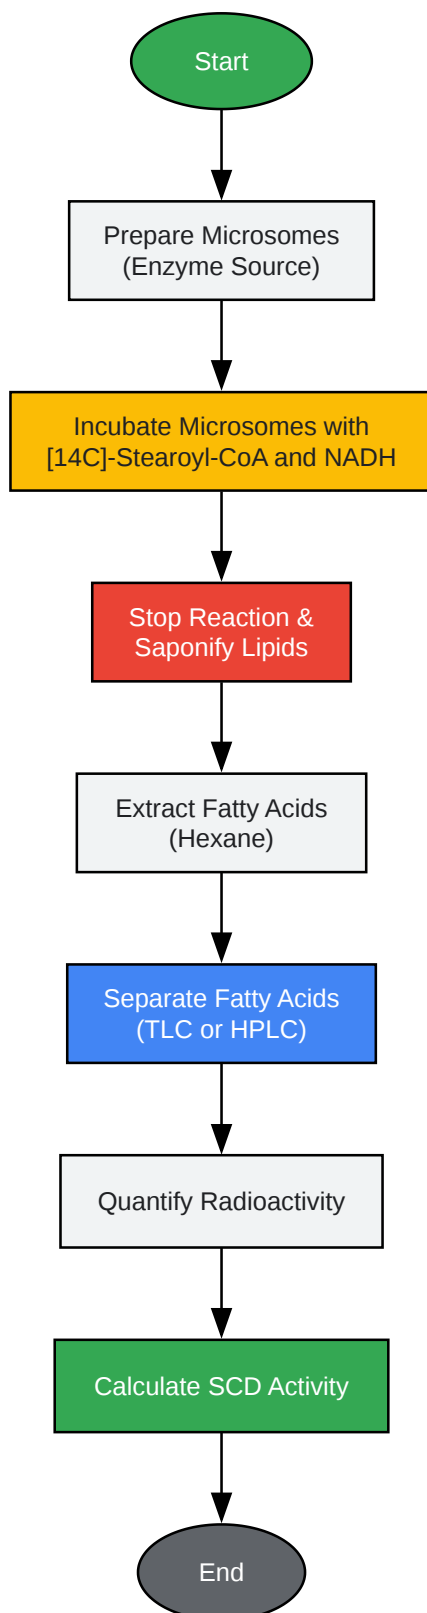 Start
Prepare Microsomes
(Enzyme Source)
Incubate Microsomes with
[14C]-Stearoyl-CoA and NADH
Stop Reaction &
Saponify Lipids
Extract Fatty Acids
(Hexane)
Separate Fatty Acids
(TLC or HPLC)
Quantify Radioactivity
Calculate SCD Activity
End